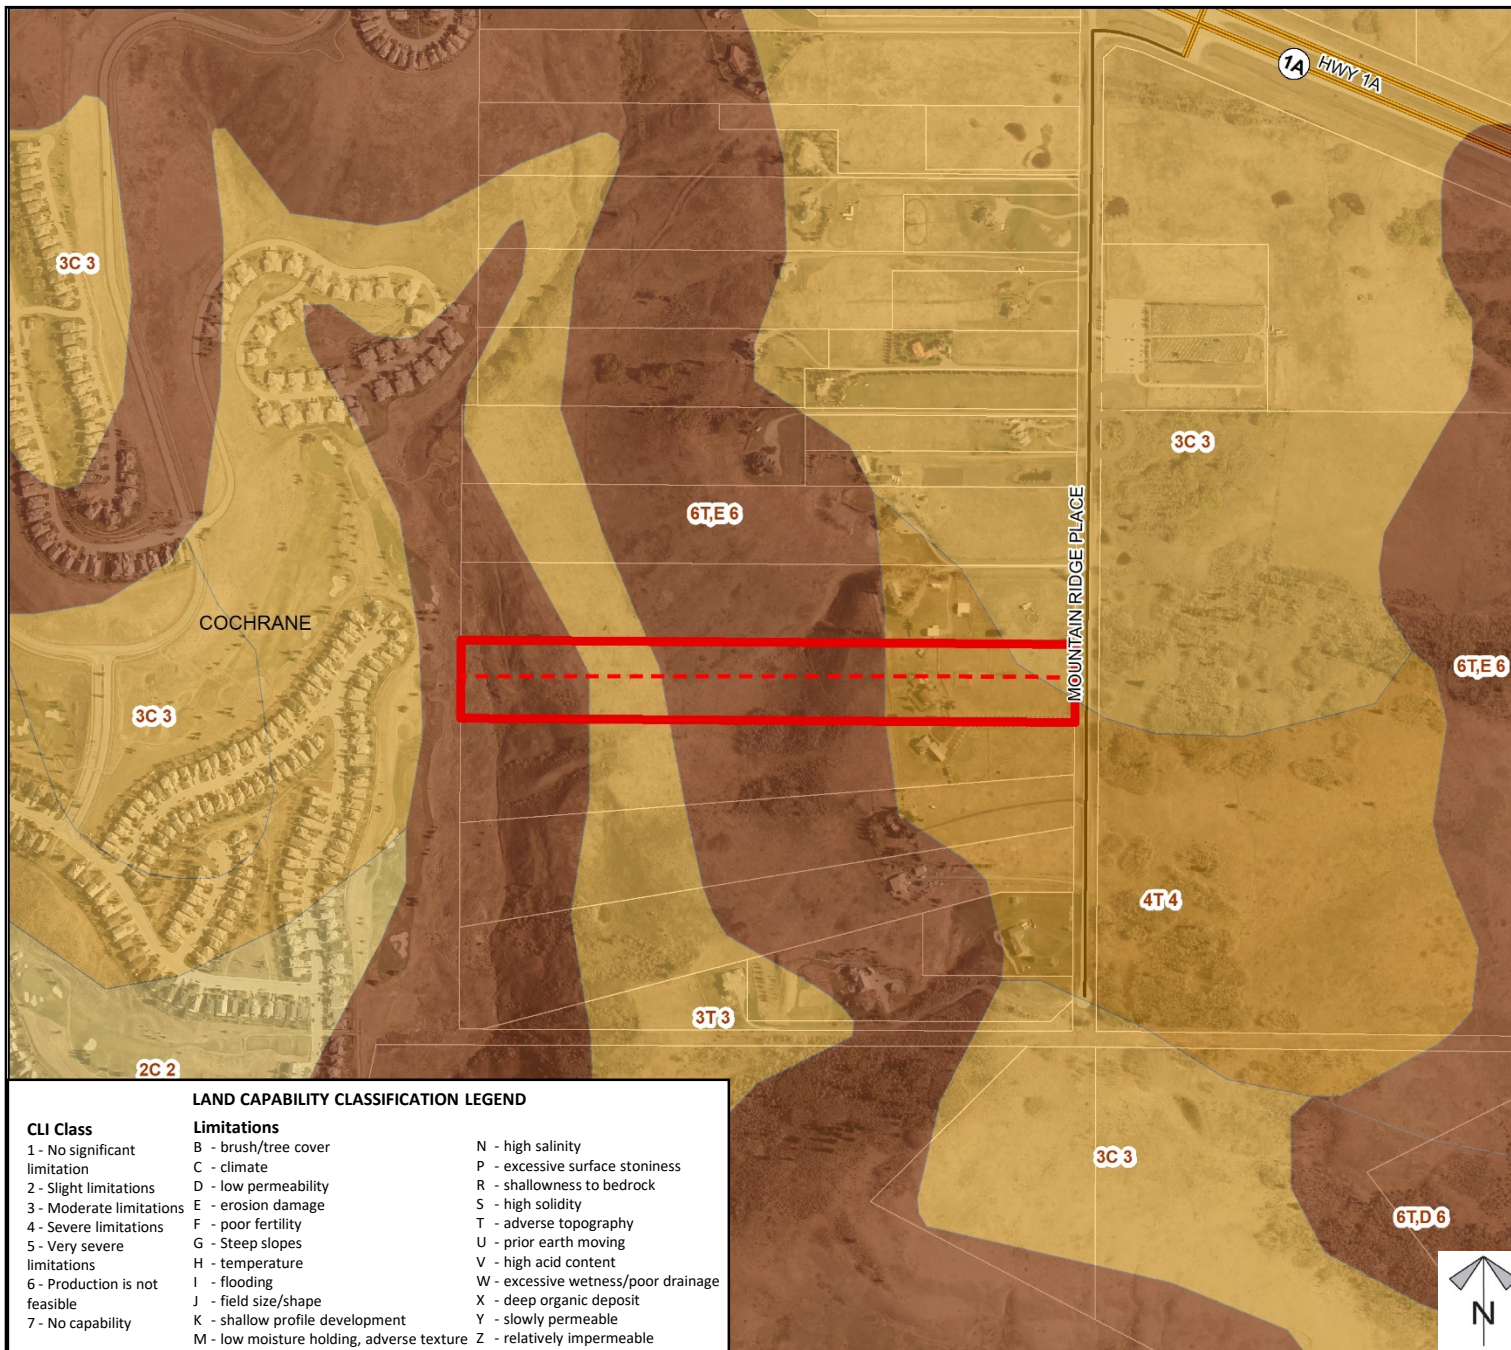 1A HWY 1A
3C 3
3C 3
6T,E 6
MOUNTAIN RIDGE PLACE
COCHRANE
6T,E 6
3C 3
4T 4
3T 3
2C 2
3C 3
6T,D 6
N
LAND CAPABILITY CLASSIFICATION LEGEND
CLI Class
1 - No significant
limitation
2 - Slight limitations
3 - Moderate limitations
4 - Severe limitations
5 - Very severe
limitations
6 - Production is not
feasible
7 - No capability
Limitations
B - brush/tree cover
C - climate
D - low permeability
E - erosion damage
F - poor fertility
G - Steep slopes
H - temperature
I - flooding
J - field size/shape
K - shallow profile development
M - low moisture holding, adverse texture
N - high salinity
P - excessive surface stoniness
R - shallowness to bedrock
S - high solidity
T - adverse topography
U - prior earth moving
V - high acid content
W - excessive wetness/poor drainage
X - deep organic deposit
Y - slowly permeable
Z - relatively impermeable